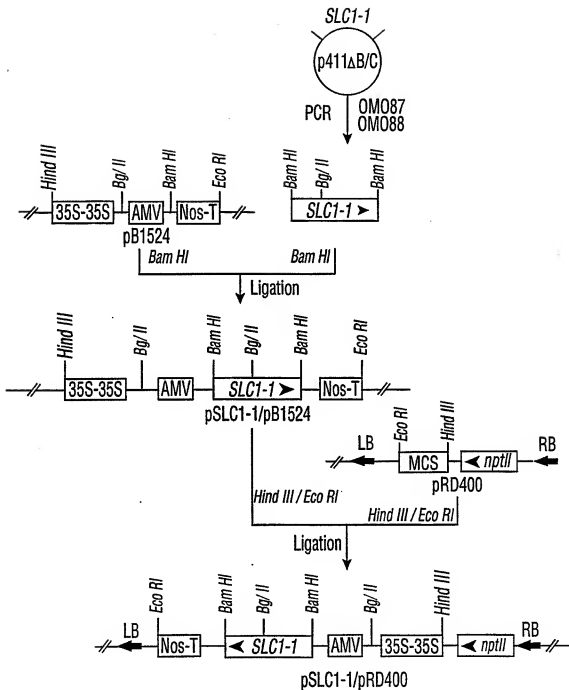 SLC1-1
p411ΔB/C
PCR
OMO87
OMO88
Hind III
Bg/ II
Bam HI
Eco RI
35S-35S
AMV
Nos-T
pB1524
Bam HI
Bg/ II
Bam HI
SLC1-1
Bam HI
Bam HI
Ligation
Hind III
Bg/ II
Bam HI
Bg/ II
Bam HI
Eco RI
35S-35S
AMV
SLC1-1
Nos-T
pSLC1-1/pB1524
Eco RI
Hind III
LB
RB
MCS
nptII
pRD400
Hind III / Eco RI
Hind III / Eco RI
Ligation
Eco RI
Bam HI
Bg/ II
Bam HI
Bg/ II
Hind III
LB
RB
Nos-T
SLC1-1
AMV
35S-35S
nptII
pSLC1-1/pRD400